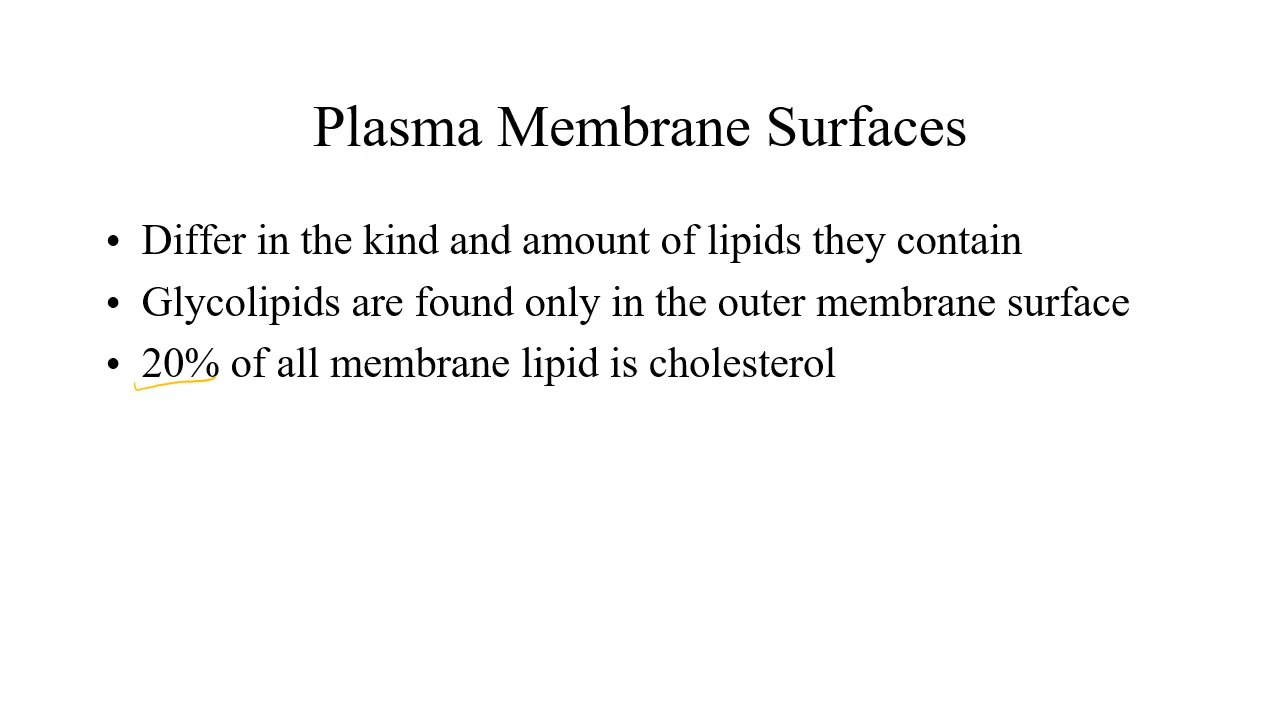 Plasma Membrane Surfaces
• Differ in the kind and amount of lipids they contain
• Glycolipids are found only in the outer membrane surface
• 20% of all membrane lipid is cholesterol